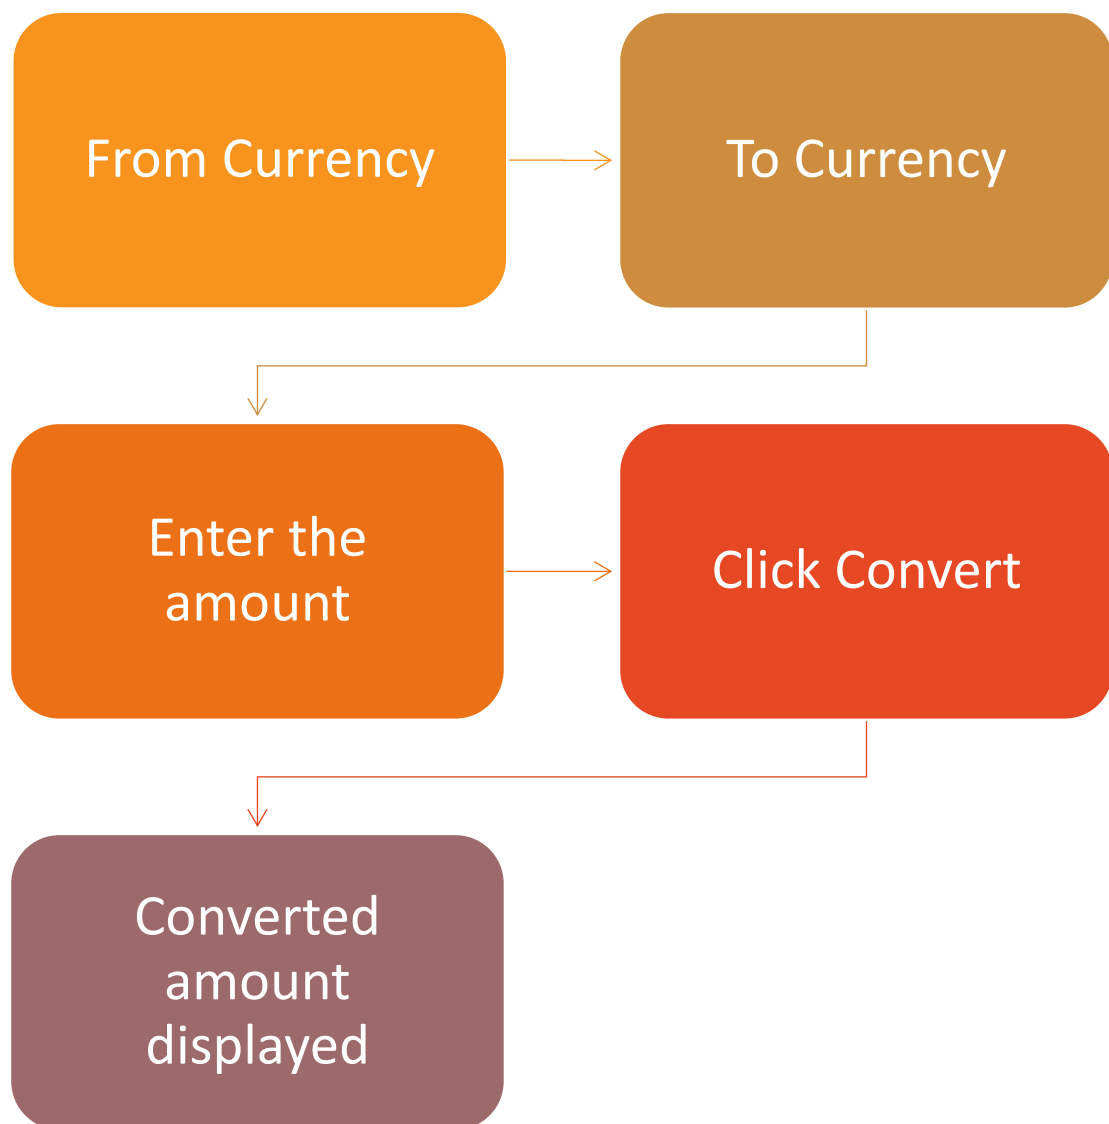 From Currency
To Currency
Enter the
amount
Click Convert
Converted
amount
displayed